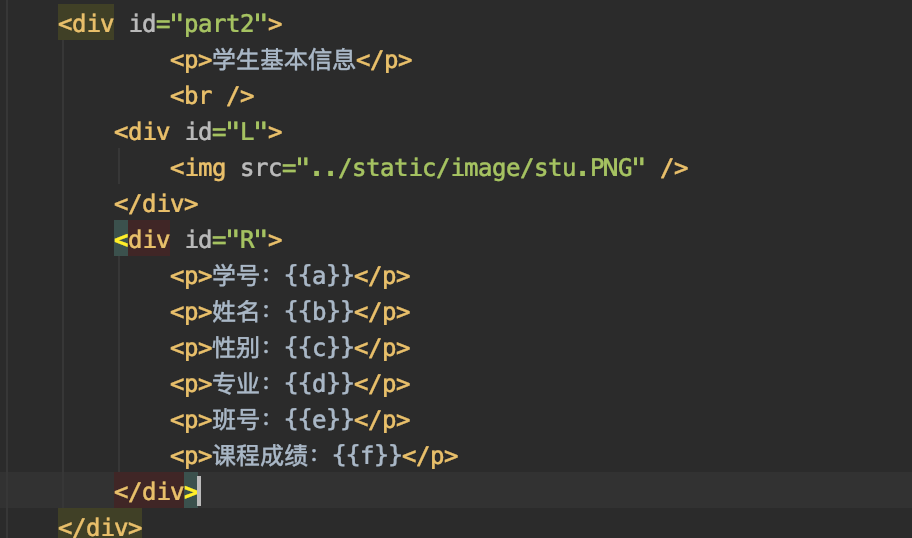 <div id="part2">
<p>学生基本信息</p>
<br />
<div id="L">
<img src="../static/image/stu.PNG" />
</div>
<div id="R">
<p>学号：{{a}}</p>
<p>姓名：{{b}}</p>
<p>性别：{{c}}</p>
<p>专业：{{d}}</p>
<p>班号：{{e}}</p>
<p>课程成绩：{{f}}</p>
</div>
</div>